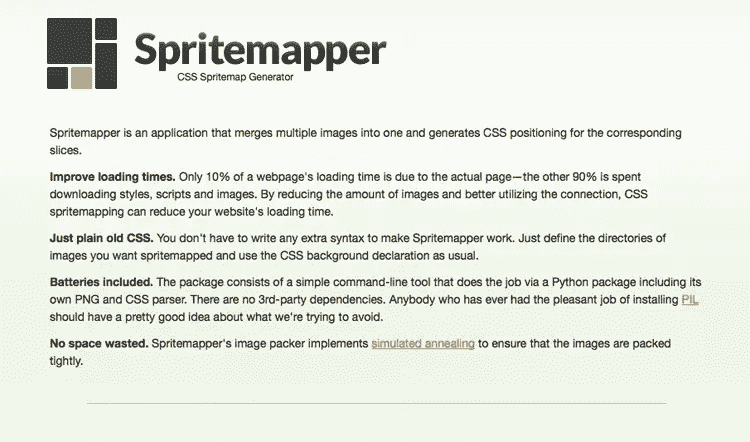 Spritemapper
CSS Spritemap Generator
Spritemapper is an application that merges multiple images into one and generates CSS positioning for the corresponding
slices.
Improve loading times. Only 10% of a webpage's loading time is due to the actual page—the other 90% is spent
downloading styles, scripts and images. By reducing the amount of images and better utilizing the connection, CSS
spritemapping can reduce your website's loading time.
Just plain old CSS. You don't have to write any extra syntax to make Spritemapper work. Just define the directories of
images you want spritemapped and use the CSS background declaration as usual.
Batteries included. The package consists of a simple command-line tool that does the job via a Python package including its
own PNG and CSS parser. There are no 3rd-party dependencies. Anybody who has ever had the pleasant job of installing PIL
should have a pretty good idea about what we're trying to avoid.
No space wasted. Spritemapper's image packer implements simulated annealing to ensure that the images are packed
tightly.